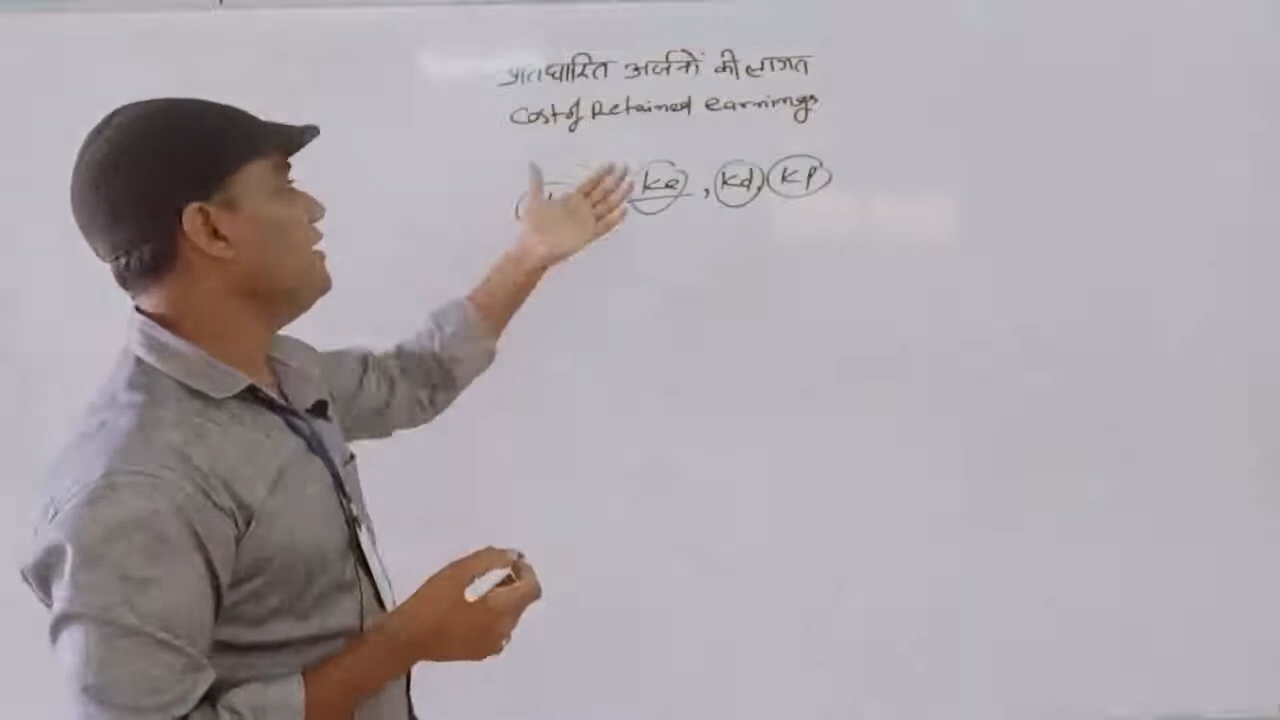 प्रतिधारित अर्जनों की लागत
Cost of Retained earnings
Ke, Kd, Kp